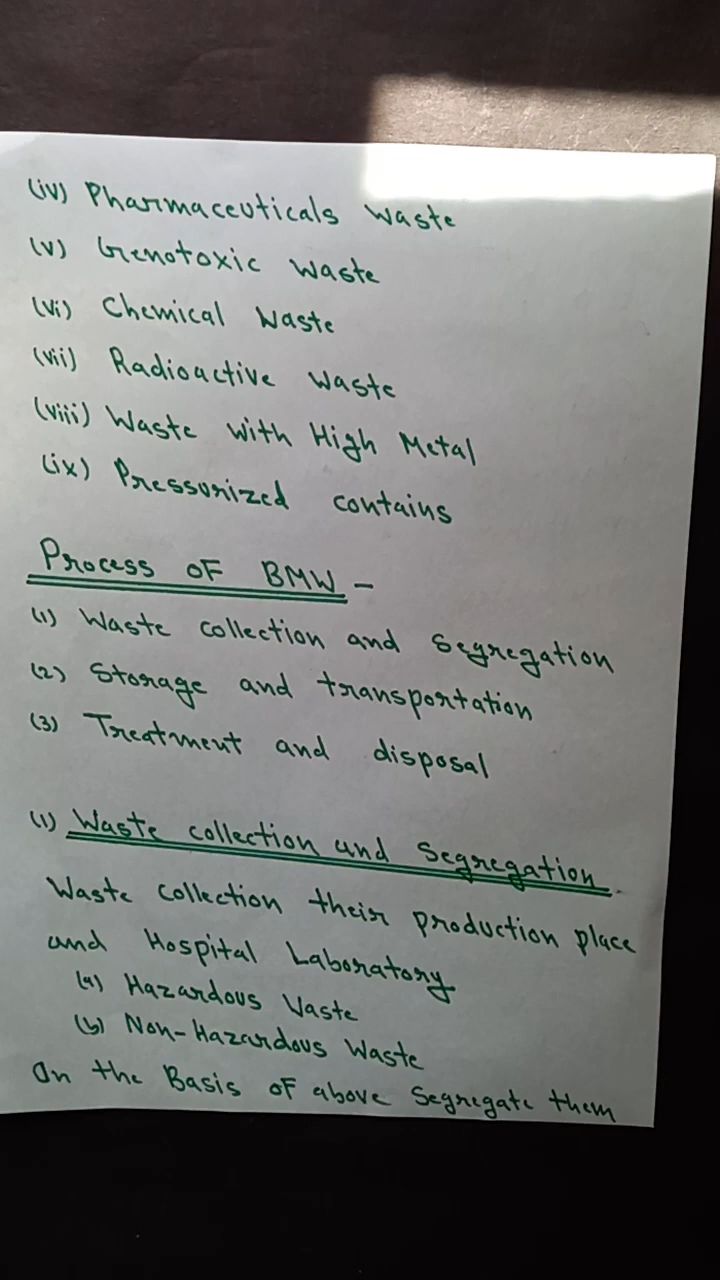 (iv) Pharmaceuticals Waste
(v) Genotoxic Waste
(vi) Chemical Waste
(vii) Radioactive Waste
(viii) Waste with High Metal
(ix) Pressurized contains
Process OF BMW -
(1) Waste collection and Segregation
(2) Storage and transportation
(3) Treatment and disposal
(1) Waste collection and Segregation
Waste collection their production place
and Hospital Laboratory
(a) Hazardous Waste
(b) Non-Hazardous Waste
On the Basis OF above Segregate them